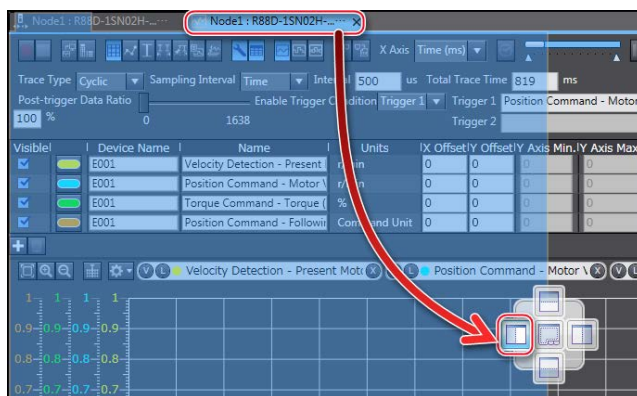 Node1 : R88D-1SN02H-... Node1 : R88D-1SN02H-... ×
X Axis Time (ms)
Trace Type Cyclic Sampling Interval Time Interval 500 us Total Trace Time 819 ms
Post-trigger Data Ratio Enable Trigger Condition Trigger 1 Trigger 1 Position Command - Motor
100 % 0 1638 Trigger 2
Visible Device Name Name Units X Offset Y Offset Y Axis Min. Y Axis Max
E001 Velocity Detection - Present r/min 0 0 0 0
E001 Position Command - Motor V 0 0 0 0
E001 Torque Command - Torque ( % 0 0 0 0
E001 Position Command - Followin Command Unit 0 0 0 0
V L Velocity Detection - Present Moto X L Position Command - Motor V X V L
1 1 1 1
0.9 0.9 0.9 0.9
0.8 0.8 0.8 0.8
0.7 0.7 0.7 0.7